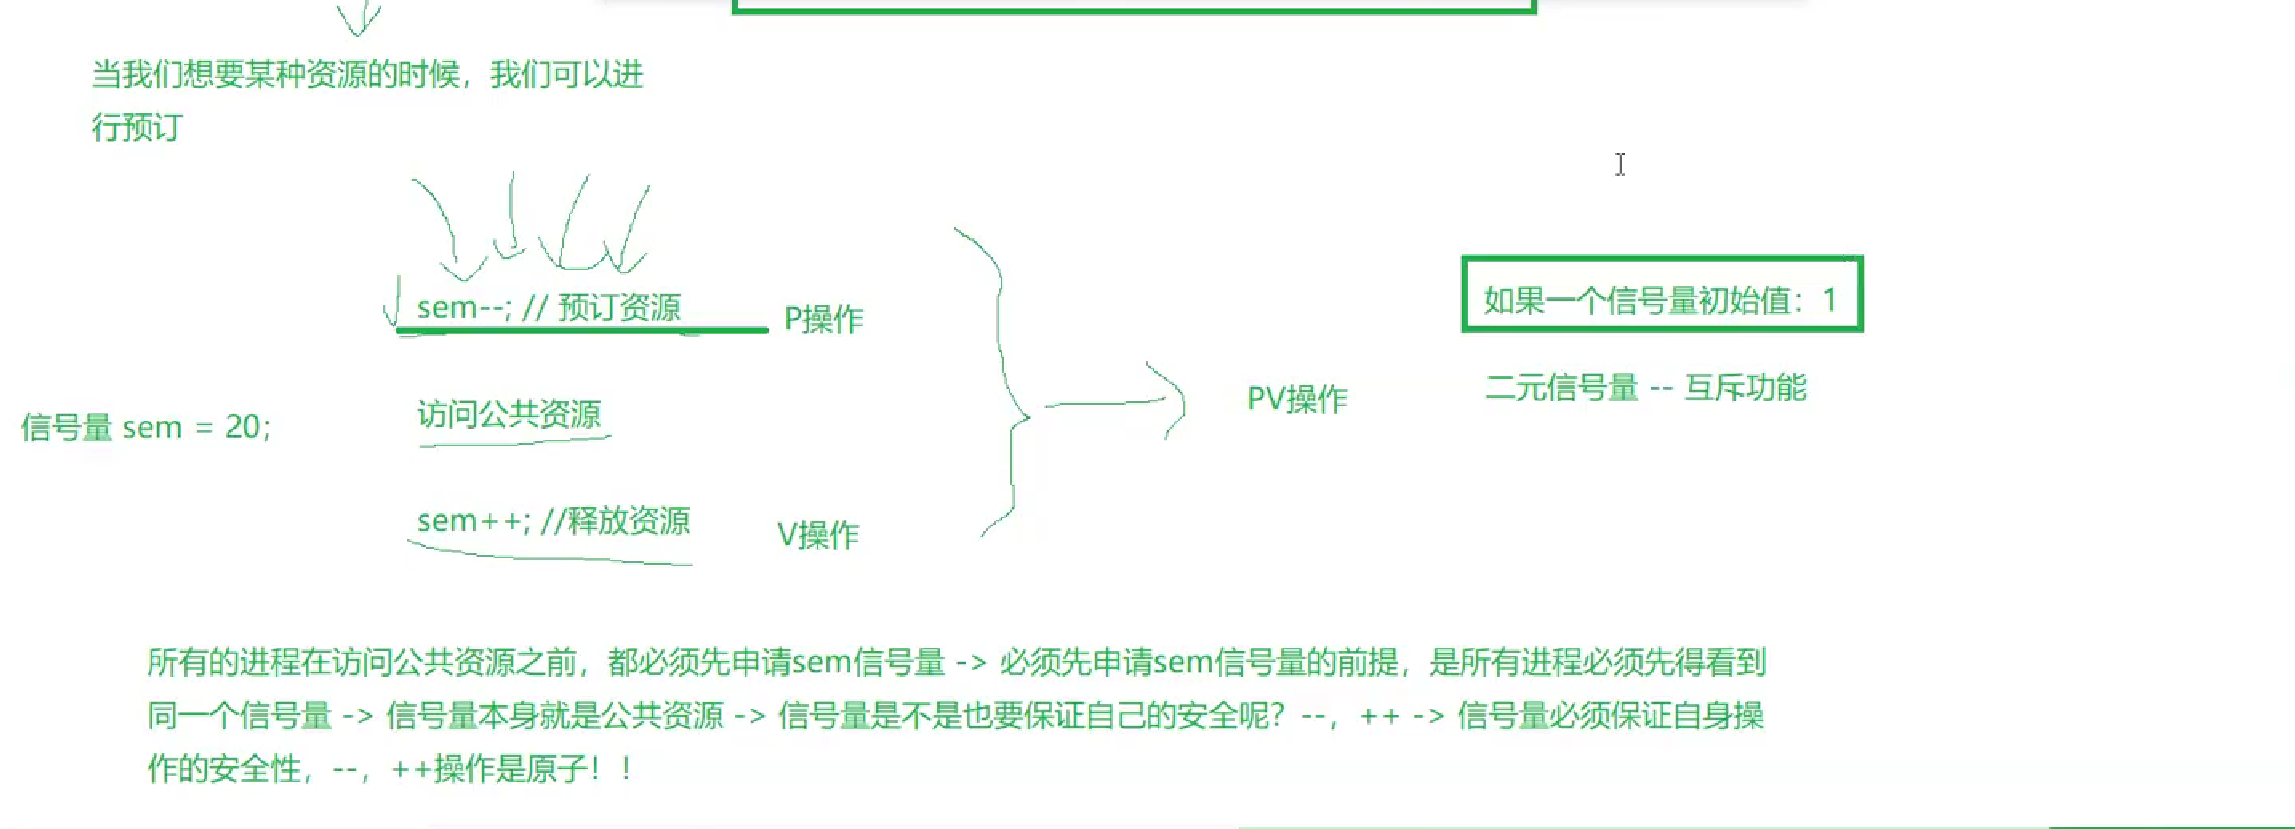 当我们想要某种资源的时候，我们可以进
行预订
sem--; // 预订资源
P操作
如果一个信号量初始值：1
二元信号量 -- 互斥功能
PV操作
访问公共资源
信号量 sem = 20;
sem++; //释放资源
V操作
所有的进程在访问公共资源之前，都必须先申请sem信号量 -> 必须先申请sem信号量的前提，是所有进程必须先得看到
同一个信号量 -> 信号量本身就是公共资源 -> 信号量是不是也要保证自己的安全呢？--，++ -> 信号量必须保证自身操
作的安全性，--，++操作是原子！！